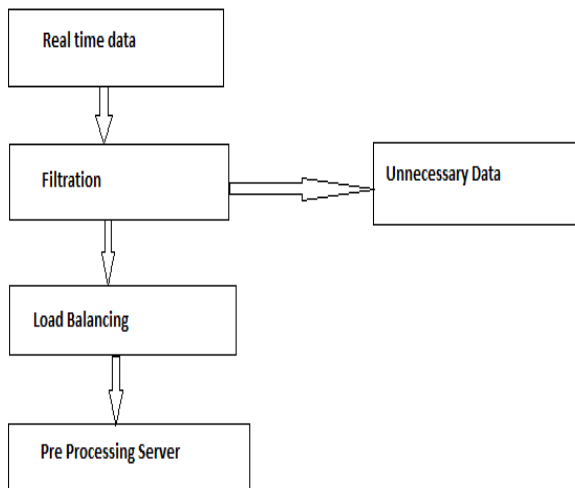 Real time data
Filtration
Unnecessary Data
Load Balancing
Pre Processing Server